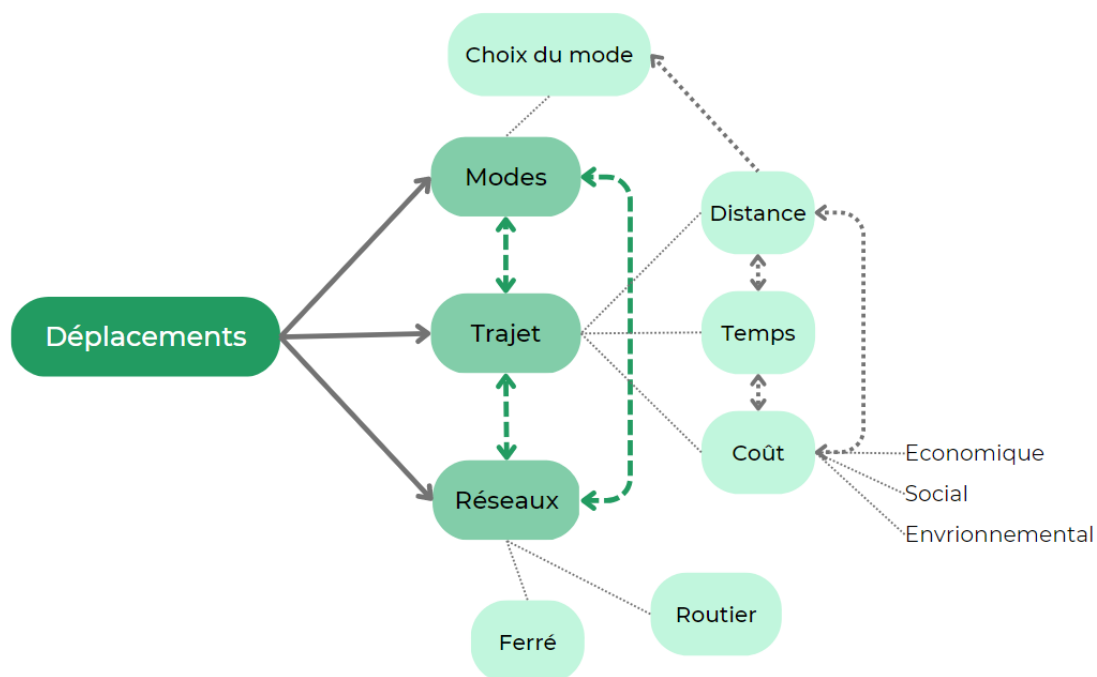 Choix du mode
Modes
Distance
Déplacements
Trajet
Temps
Coût
Economique
Social
Envrionnemental
Réseaux
Routier
Ferré